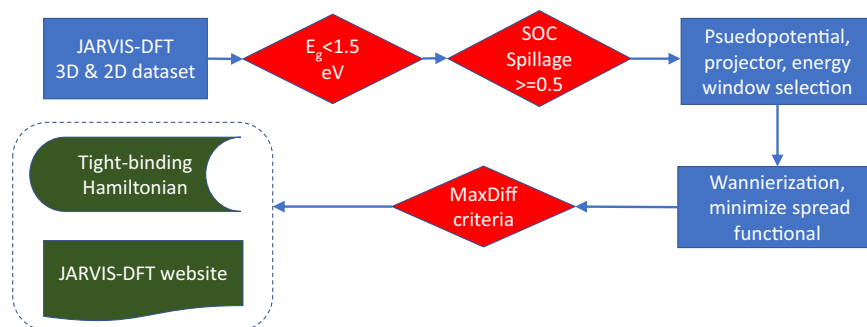 JARVIS-DFT
3D & 2D dataset
Eg<1.5
eV
SOC
Spillage
>=0.5
Psuedopotential,
projector, energy
window selection
Wannierization,
minimize spread
functional
MaxDiff
criteria
Tight-binding
Hamiltonian
JARVIS-DFT website